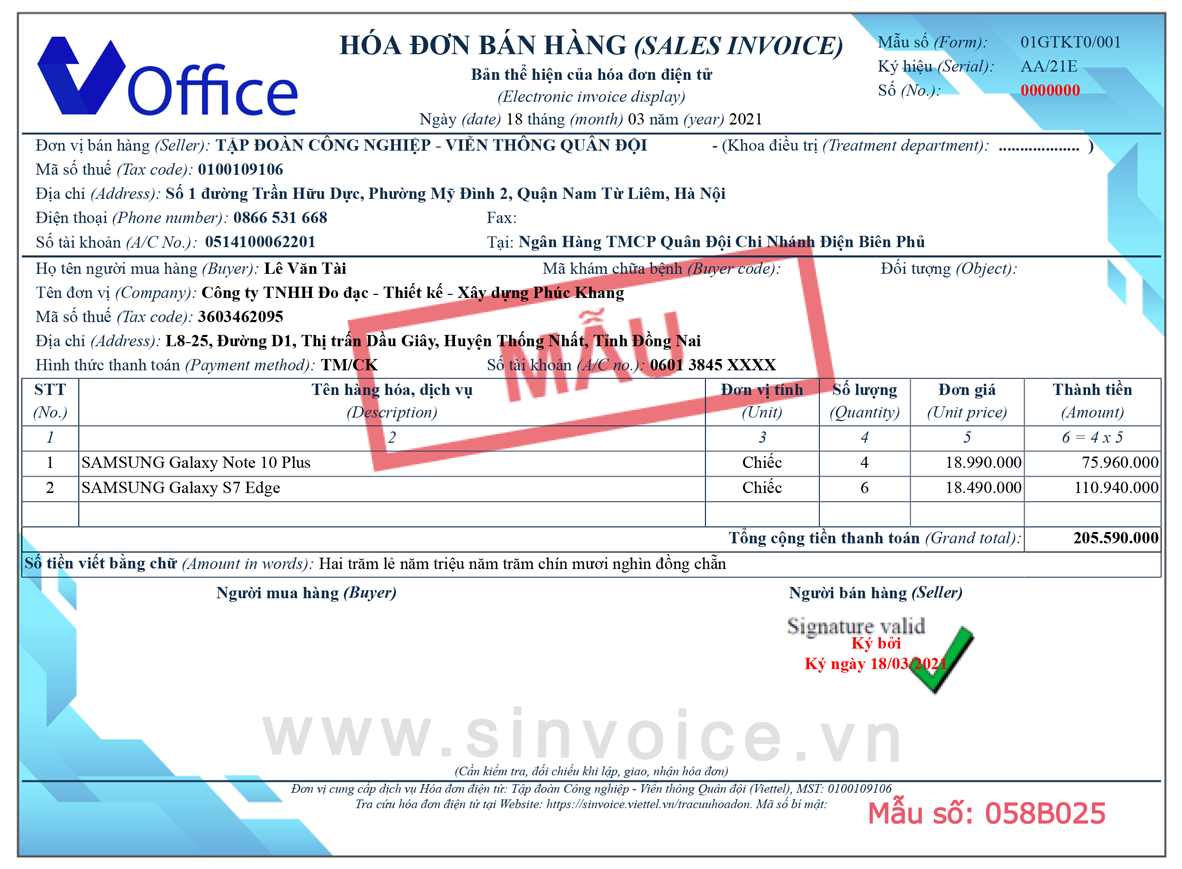 Office
HÓA ĐƠN BÁN HÀNG (SALES INVOICE)
Bản thể hiện của hóa đơn điện tử
(Electronic invoice display)
Ngày (date) 18 tháng (month) 03 năm (year) 2021
Mẫu số (Form): 01GTKT0/001
Ký hiệu (Serial): AA/21E
Số (No.): 0000000
Đơn vị bán hàng (Seller): TẬP ĐOÀN CÔNG NGHIỆP - VIỄN THÔNG QUÂN ĐỘI - (Khoa điều trị (Treatment department): ................... )
Mã số thuế (Tax code): 0100109106
Địa chỉ (Address): Số 1 đường Trần Hữu Dực, Phường Mỹ Đình 2, Quận Nam Từ Liêm, Hà Nội
Điện thoại (Phone number): 0866 531 668 Fax:
Số tài khoản (A/C No.): 0514100062201 Tại: Ngân Hàng TMCP Quân Đội Chi Nhánh Điện Biên Phủ
Họ tên người mua hàng (Buyer): Lê Văn Tài Mã khám chữa bệnh (Buyer code): Đối tượng (Object):
Tên đơn vị (Company): Công ty TNHH Đo đạc - Thiết kế - Xây dựng Phúc Khang
Mã số thuế (Tax code): 3603462095
Địa chỉ (Address): L8-25, Đường D1, Thị trấn Dầu Giây, Huyện Thống Nhất, Tỉnh Đồng Nai
Hình thức thanh toán (Payment method): TM/CK Số tài khoản (A/C no.): 0601 3845 XXXX
MẪU
STT Tên hàng hóa, dịch vụ Đơn vị tính Số lượng Đơn giá Thành tiền
(No.) (Description) (Unit) (Quantity) (Unit price) (Amount)
1 2 3 4 5 6 = 4 x 5
1 SAMSUNG Galaxy Note 10 Plus Chiếc 4 18.990.000 75.960.000
2 SAMSUNG Galaxy S7 Edge Chiếc 6 18.490.000 110.940.000
Tổng cộng tiền thanh toán (Grand total): 205.590.000
Số tiền viết bằng chữ (Amount in words): Hai trăm lẻ năm triệu năm trăm chín mươi nghìn đồng chẵn
Người mua hàng (Buyer) Người bán hàng (Seller)
Signature valid
Ký bởi
Ký ngày 18/03/2021
www.sinvoice.vn
(Cần kiểm tra, đối chiếu khi lập, giao, nhận hóa đơn)
Đơn vị cung cấp dịch vụ Hóa đơn điện tử: Tập đoàn Công nghiệp - Viễn thông Quân đội (Viettel), MST: 0100109106
Tra cứu hóa đơn điện tử tại Website: https://sinvoice.viettel.vn/tracuuhoadon. Mã số bí mật:
Mẫu số: 058B025